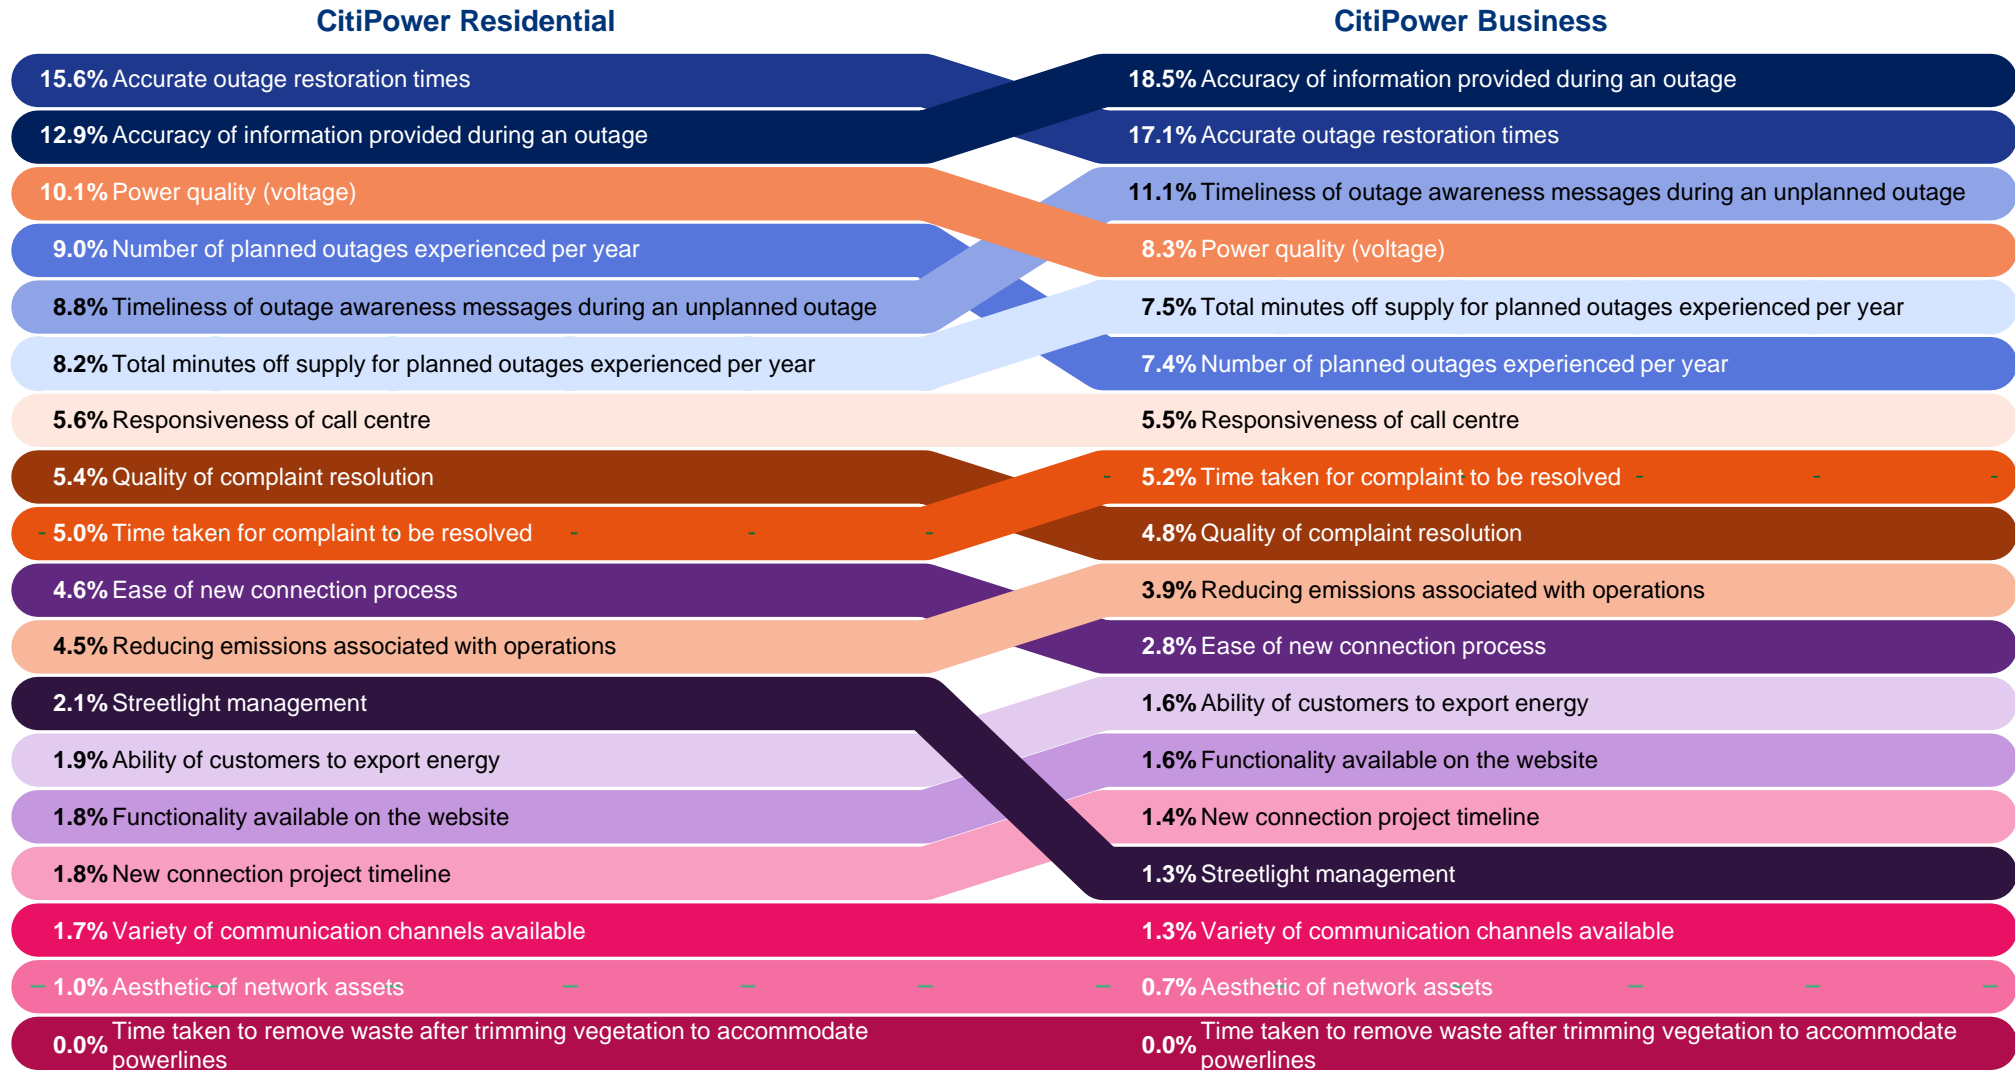 CitiPower Residential
15.6% Accurate outage restoration times
12.9% Accuracy of information provided during an outage
10.1% Power quality (voltage)
9.0% Number of planned outages experienced per year
8.8% Timeliness of outage awareness messages during an unplanned outage
8.2% Total minutes off supply for planned outages experienced per year
5.6% Responsiveness of call centre
5.4% Quality of complaint resolution
5.0% Time taken for complaint to be resolved
4.6% Ease of new connection process
4.5% Reducing emissions associated with operations
2.1% Streetlight management
1.9% Ability of customers to export energy
1.8% Functionality available on the website
1.8% New connection project timeline
1.7% Variety of communication channels available
1.0% Aesthetic of network assets
0.0% Time taken to remove waste after trimming vegetation to accommodate
powerlines
CitiPower Business
18.5% Accuracy of information provided during an outage
17.1% Accurate outage restoration times
11.1% Timeliness of outage awareness messages during an unplanned outage
8.3% Power quality (voltage)
7.5% Total minutes off supply for planned outages experienced per year
7.4% Number of planned outages experienced per year
5.5% Responsiveness of call centre
5.2% Time taken for complaint to be resolved
4.8% Quality of complaint resolution
3.9% Reducing emissions associated with operations
2.8% Ease of new connection process
1.6% Ability of customers to export energy
1.6% Functionality available on the website
1.4% New connection project timeline
1.3% Streetlight management
1.3% Variety of communication channels available
0.7% Aesthetic of network assets
0.0% Time taken to remove waste after trimming vegetation to accommodate
powerlines